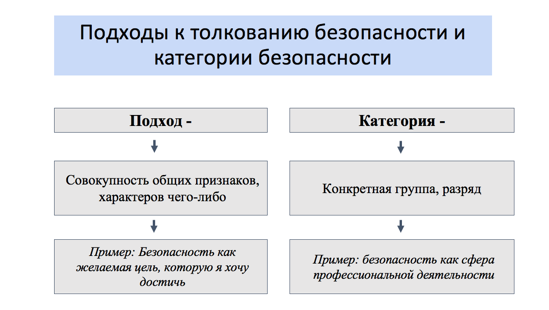 Подходы к толкованию безопасности и
категории безопасности
Подход -
Совокупность общих признаков,
характеров чего-либо
Пример: Безопасность как
желаемая цель, которую я хочу
достичь
Категория -
Конкретная группа, разряд
Пример: безопасность как сфера
профессиональной деятельности